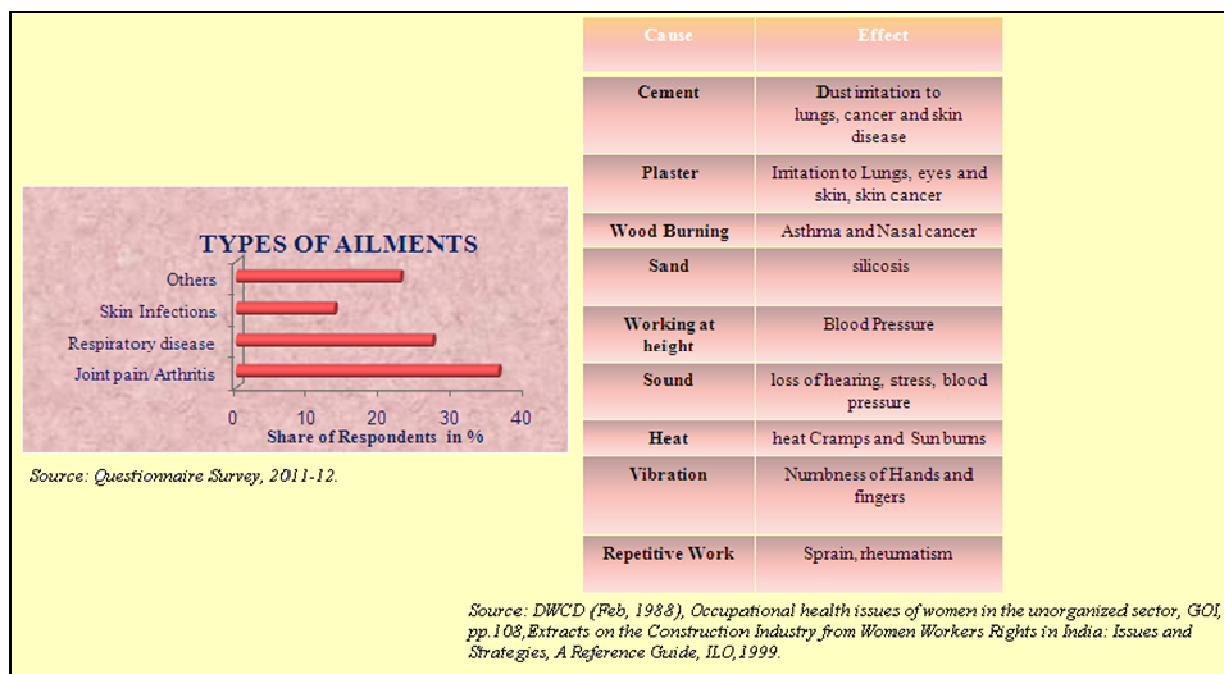 TYPES OF AILMENTS
Others
Skin Infections
Respiratory disease
Joint pain/Arthritis
0 10 20 30 40
Share of Respondents in %
Source: Questionnaire Survey, 2011-12.
Cause Effect
Cement Dust irritation to
lungs, cancer and skin
disease
Plaster Irritation to Lungs, eyes and
skin, skin cancer
Wood Burning Asthma and Nasal cancer
Sand silicosis
Working at Blood Pressure
height
Sound loss of hearing, stress, blood
pressure
Heat heat Cramps and Sun burns
Vibration Numbness of Hands and
fingers
Repetitive Work Sprain, rheumatism
Source: DWCD (Feb, 1988), Occupational health issues of women in the unorganized sector, GOI,
pp.108,Extracts on the Construction Industry from Women Workers Rights in India: Issues and
Strategies, A Reference Guide, ILO,1999.